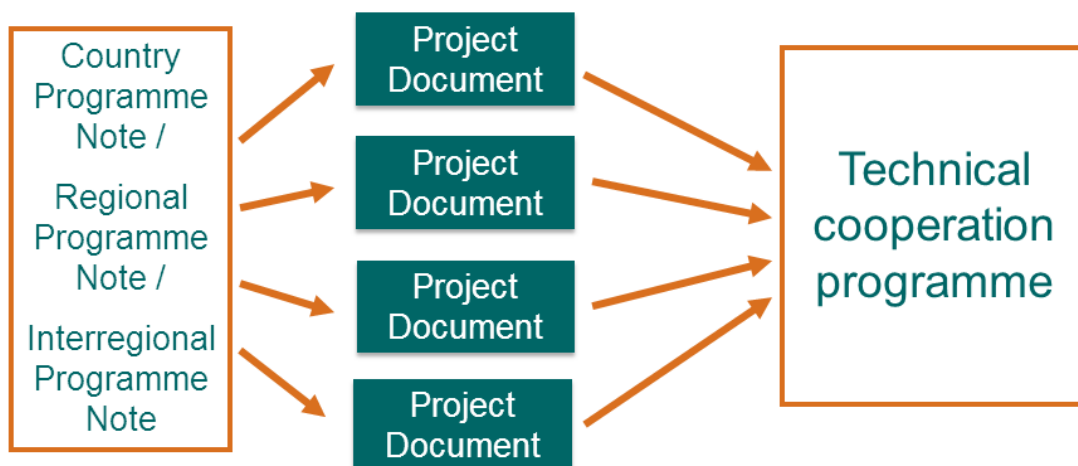 Country
Programme
Note /
Regional
Programme
Note /
Interregional
Programme
Note
Project
Document
Project
Document
Project
Document
Project
Document
Technical
cooperation
programme